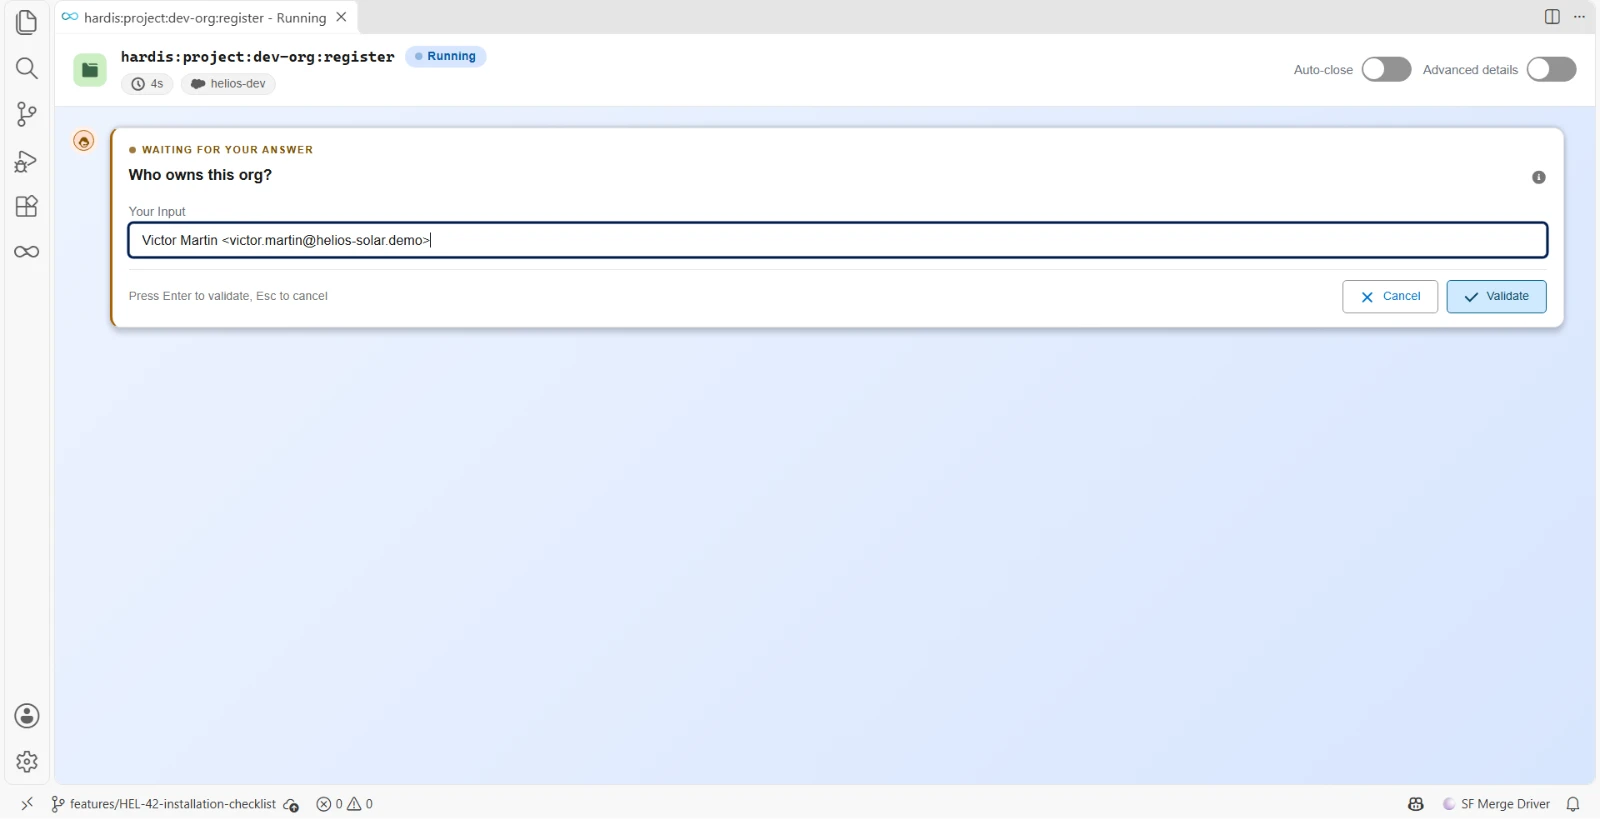 hardis:project:dev-org:register - Running
hardis:project:dev-org:register
Running
4s
helios-dev
Auto-close
Advanced details
WAITING FOR YOUR ANSWER
Who owns this org?
Your Input
Victor Martin <victor.martin@helios-solar.demo>
Press Enter to validate, Esc to cancel
Cancel
Validate
features/HEL-42-installation-checklist
0
0
SF Merge Driver